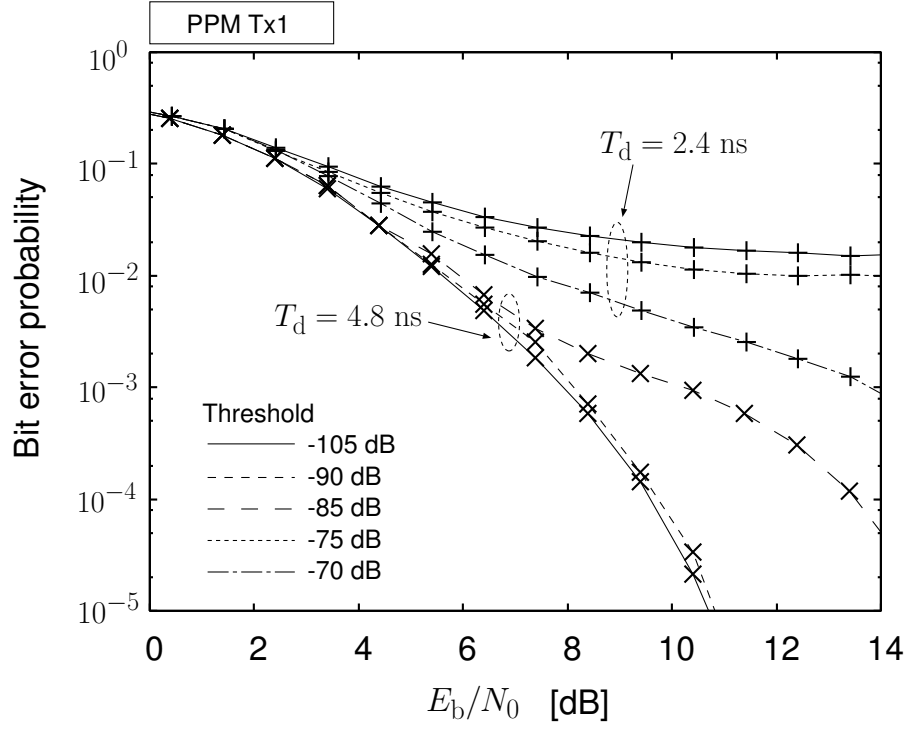 PPM Tx1
10^0
10^-1
10^-2
10^-3
10^-4
10^-5
Bit error probability
T_d = 2.4 ns
T_d = 4.8 ns
Threshold
-105 dB
-90 dB
-85 dB
-75 dB
-70 dB
0 2 4 6 8 10 12 14
E_b/N_0 [dB]